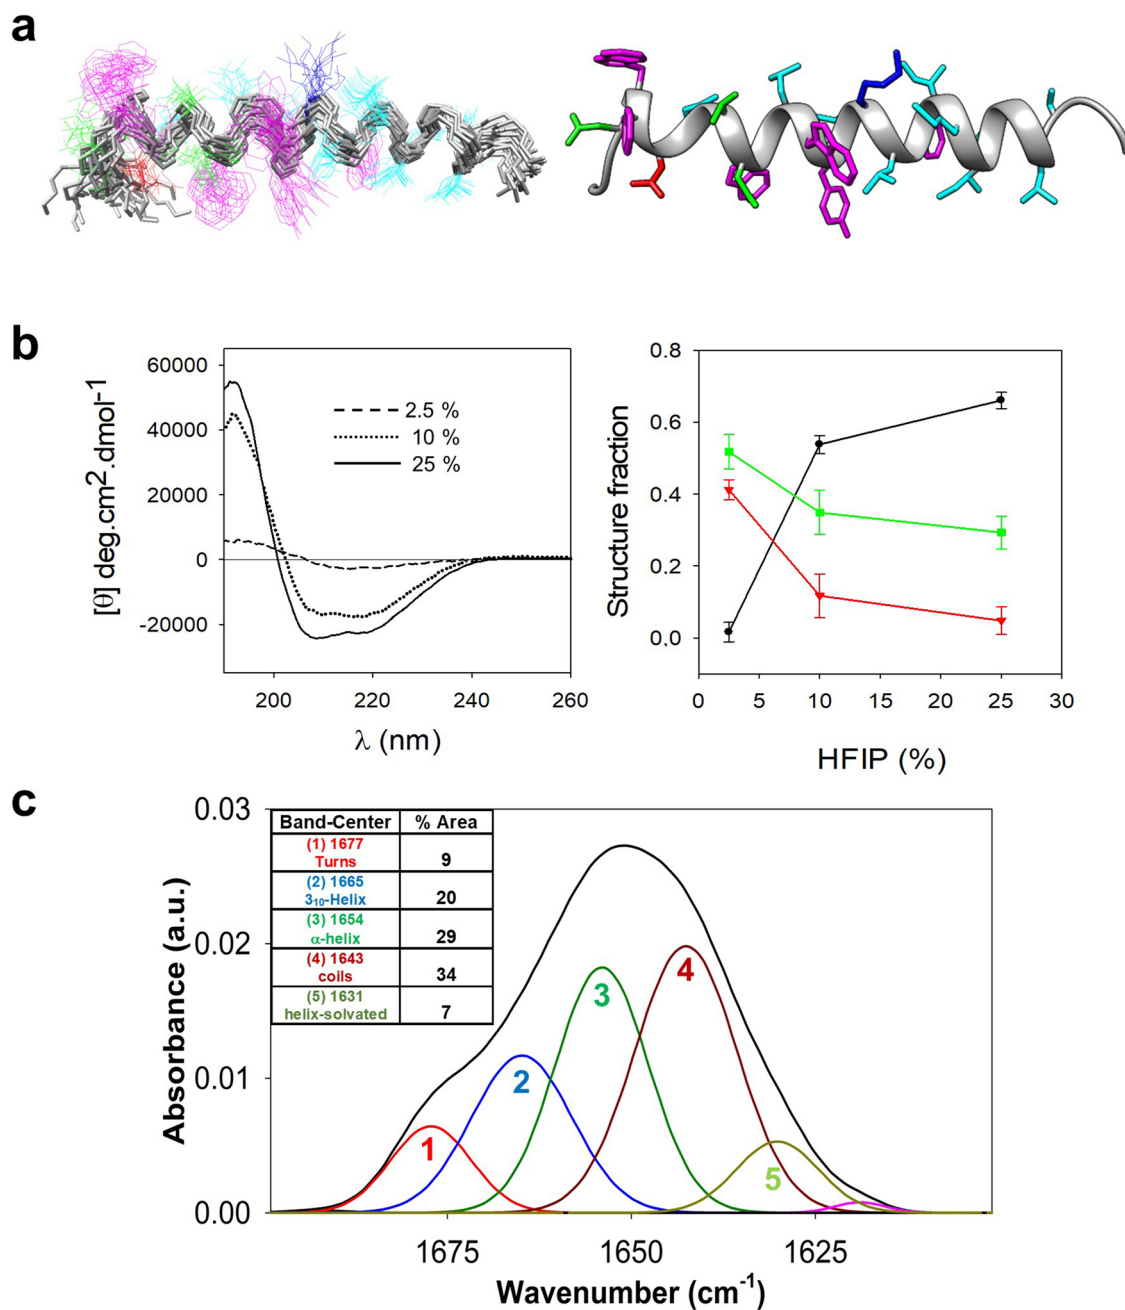 a
b
60000
40000
20000
0
-20000
[θ] deg.cm2.dmol-1
2.5 %
10 %
25 %
200 220 240 260
λ (nm)
0.8
0.6
0.4
0.2
0.0
Structure fraction
0 5 10 15 20 25 30
HFIP (%)
c
0.03
0.02
0.01
0.00
Absorbance (a.u.)
Band-Center % Area
(1) 1677
Turns 9
(2) 1665
3₁₀-Helix 20
(3) 1654
α-helix 29
(4) 1643
coils 34
(5) 1631
helix-solvated 7
1
2
3
4
5
1675 1650 1625
Wavenumber (cm⁻¹)